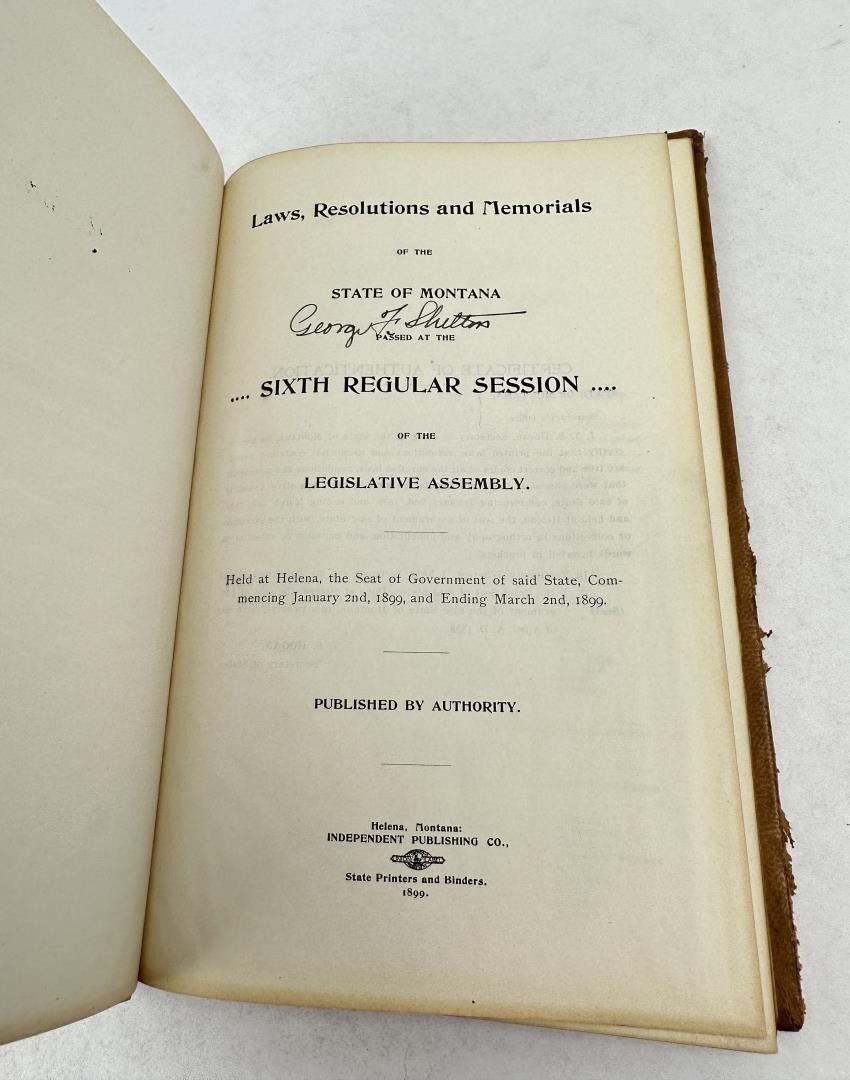 Laws, Resolutions and Memorials
OF THE
STATE OF MONTANA
George F Shelton
PASSED AT THE
.... SIXTH REGULAR SESSION ....
OF THE
LEGISLATIVE ASSEMBLY.
Held at Helena, the Seat of Government of said State, Com-
mencing January 2nd, 1899, and Ending March 2nd, 1899.
PUBLISHED BY AUTHORITY.
Helena, Montana:
INDEPENDENT PUBLISHING CO.,
UNION LABEL
State Printers and Binders.
1899.